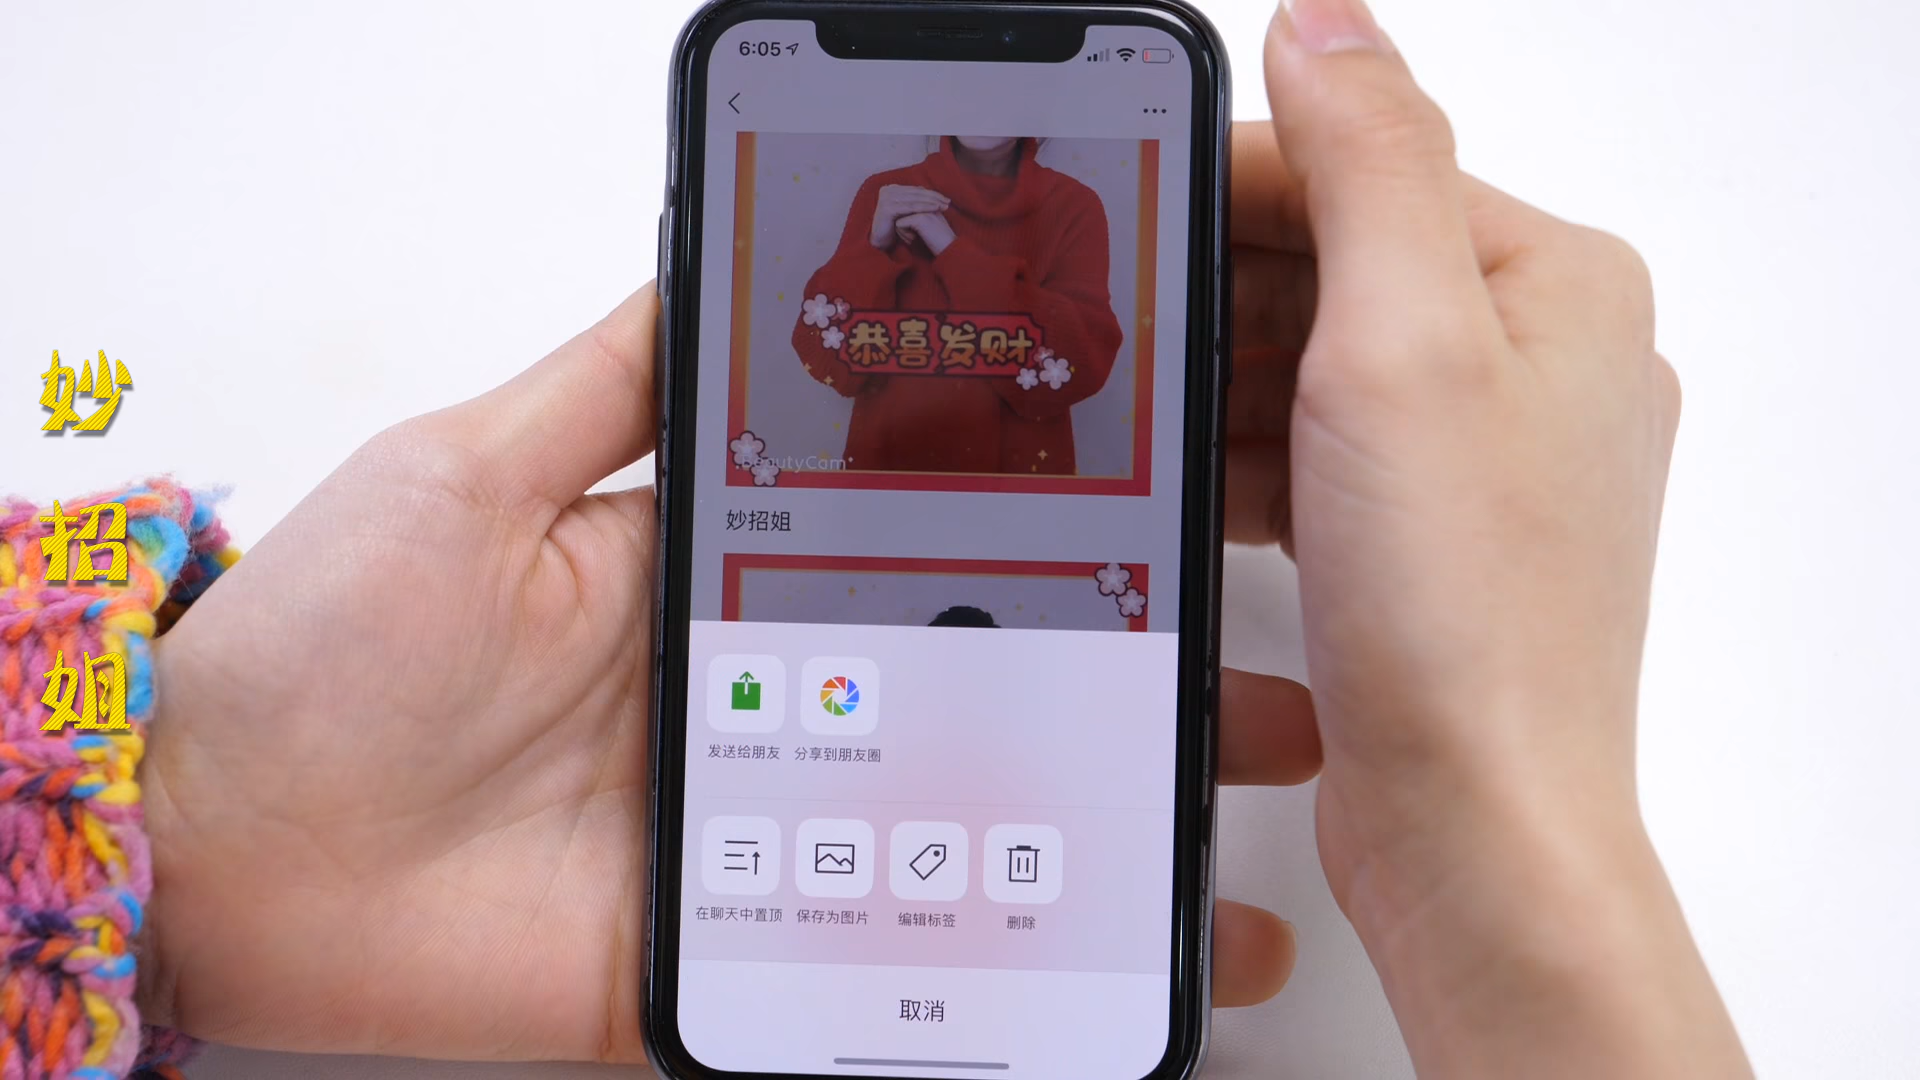 妙
招
姐
6:05
恭喜发财
BeautyCam
妙招姐
发送给朋友 分享到朋友圈
在聊天中置顶 保存为图片 编辑标签 删除
取消